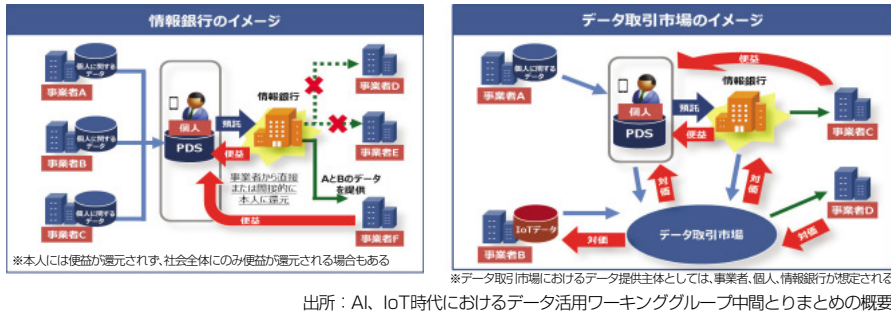 情報銀行のイメージ
個人に関する
データ
事業者A
個人に関する
データ
事業者B
個人に関する
データ
事業者C
個人
PDS
預託
便益
情報銀行
事業者D
事業者E
事業者から直接
または間接的に
本人に還元
AとBのデータ
を提供
便益
事業者F
※本人には便益が還元されず、社会全体にのみ便益が還元される場合もある
データ取引市場のイメージ
個人に関する
データ
事業者A
便益
個人
PDS
預託
便益
情報銀行
事業者C
対価
対価
IoTデータ
事業者B
対価
データ取引市場
対価
事業者D
※データ取引市場におけるデータ提供主体としては、事業者、個人、情報銀行が想定される
出所：AI、IoT時代におけるデータ活用ワーキンググループ中間とりまとめの概要